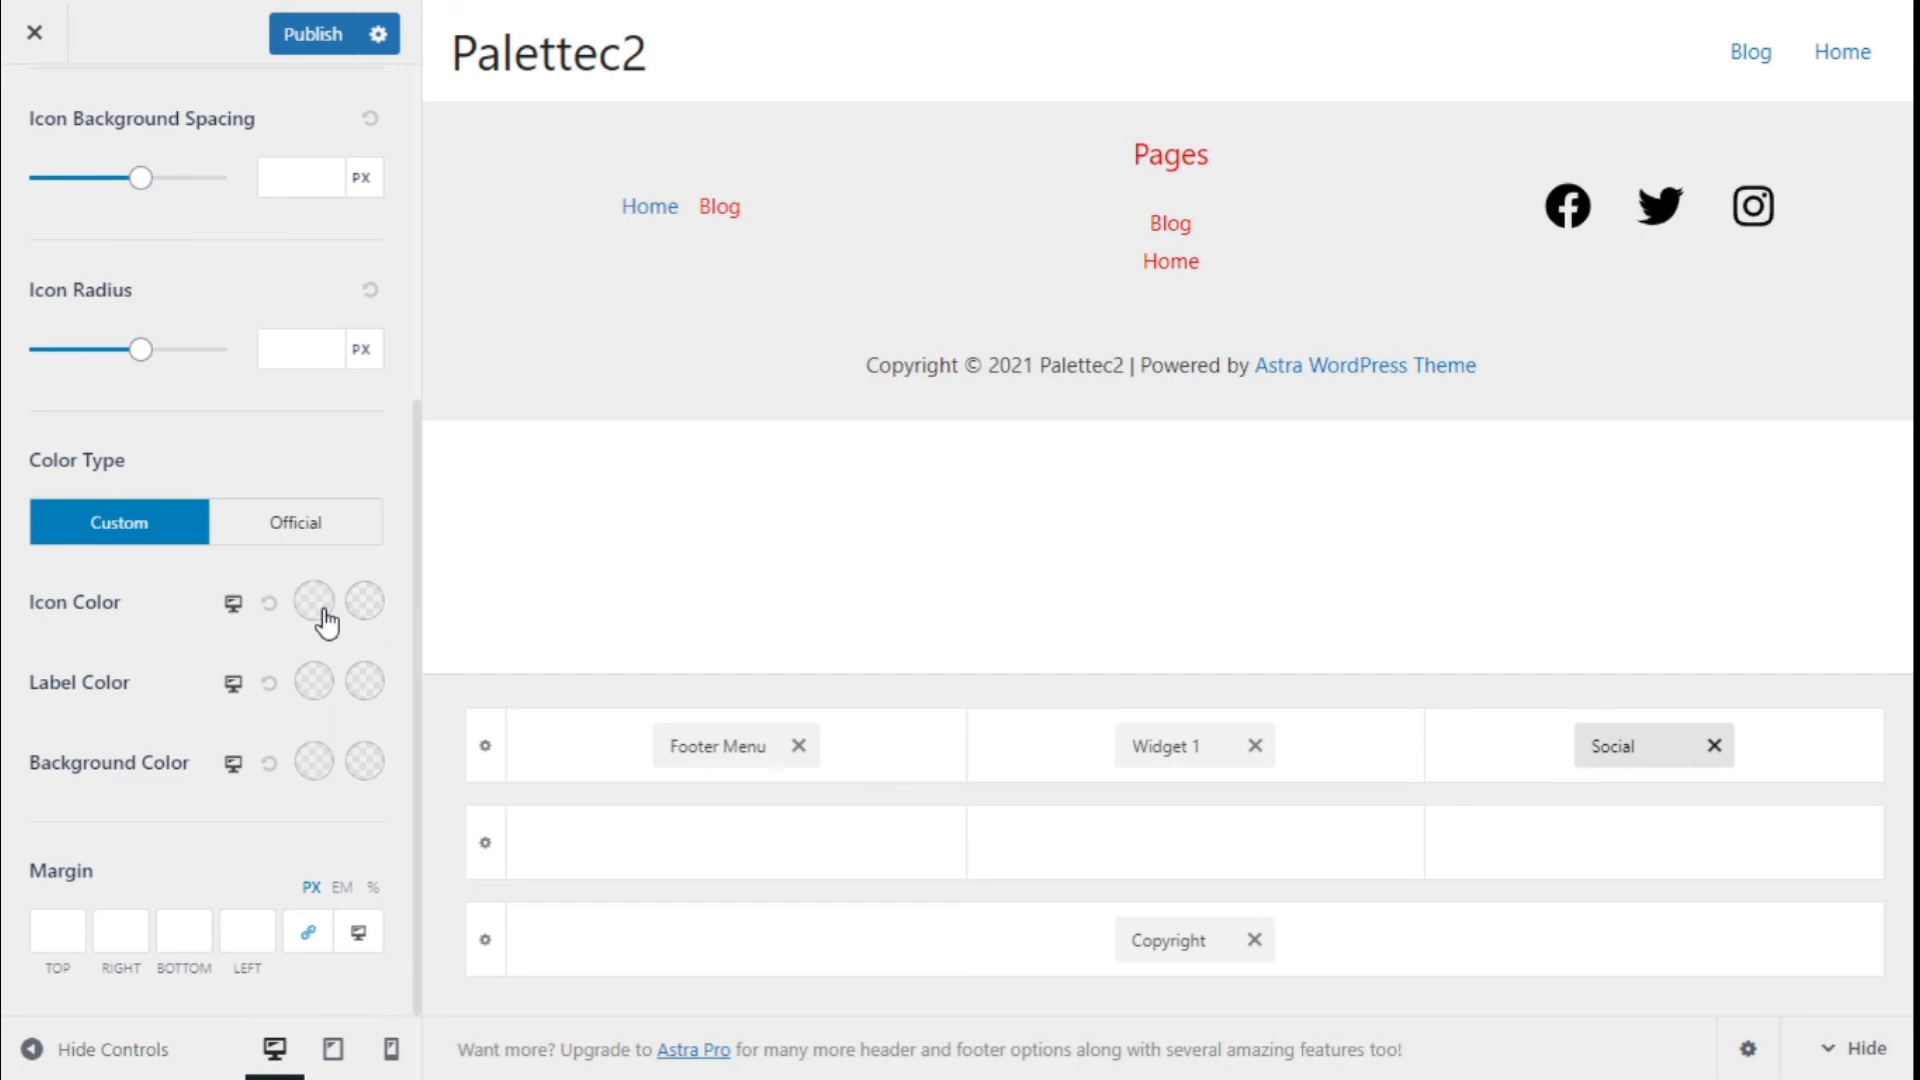 Publish
Icon Background Spacing
PX
Icon Radius
PX
Color Type
Custom
Official
Icon Color
Label Color
Background Color
Margin
PX EM %
TOP RIGHT BOTTOM LEFT
Hide Controls
Palettec2
Blog Home
Home Blog
Pages
Blog
Home
Copyright © 2021 Palettec2 | Powered by Astra WordPress Theme
Footer Menu
Widget 1
Social
Copyright
Want more? Upgrade to Astra Pro for many more header and footer options along with several amazing features too!
Hide